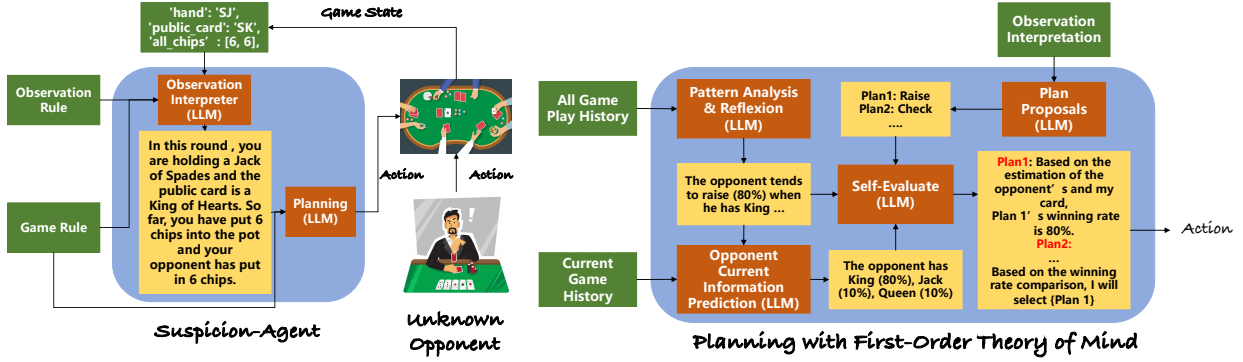 'hand': 'SJ',
'public_card': 'SK',
'all_chips' : [6, 6],
Game State
Observation
Rule
Observation
Interpreter
(LLM)
In this round , you
are holding a Jack
of Spades and the
public card is a
King of Hearts. So
far, you have put 6
chips into the pot
and your
opponent has put
in 6 chips.
Game Rule
Planning
(LLM)
Action
Action
Suspicion-Agent
Unknown
Opponent
Observation
Interpretation
All Game
Play History
Pattern Analysis
& Reflexion
(LLM)
Plan1: Raise
Plan2: Check
....
Plan
Proposals
(LLM)
The opponent tends
to raise (80%) when
he has King ...
Self-Evaluate
(LLM)
Plan1: Based on the
estimation of the
opponent' s and my
card,
Plan 1' s winning rate
is 80%.
Plan2:
...
Based on the winning
rate comparison, I will
select {Plan 1}
Action
Current
Game
History
Opponent
Current
Information
Prediction (LLM)
The opponent has
King (80%), Jack
(10%), Queen (10%)
Planning with First-Order Theory of Mind